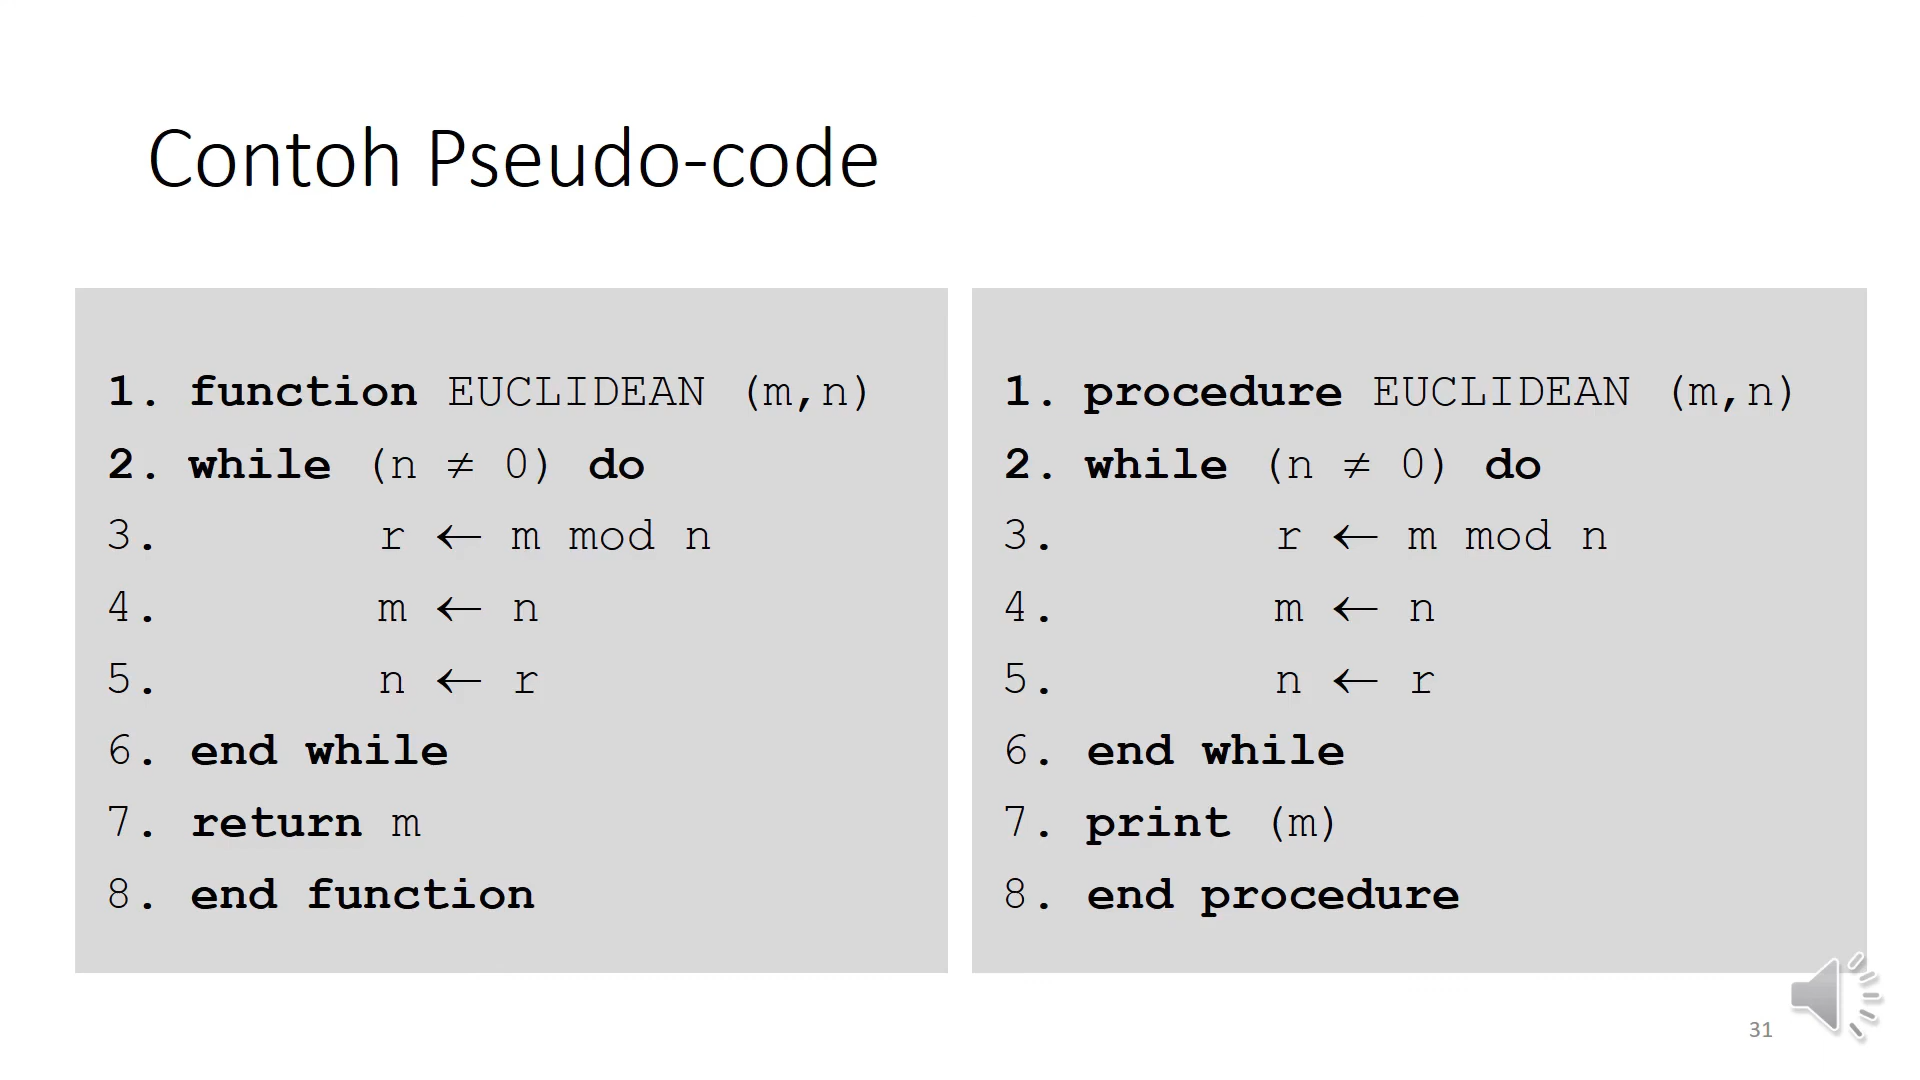 Contoh Pseudo-code
1. function EUCLIDEAN (m,n)
2. while (n ≠ 0) do
3. r ← m mod n
4. m ← n
5. n ← r
6. end while
7. return m
8. end function
1. procedure EUCLIDEAN (m,n)
2. while (n ≠ 0) do
3. r ← m mod n
4. m ← n
5. n ← r
6. end while
7. print (m)
8. end procedure
31